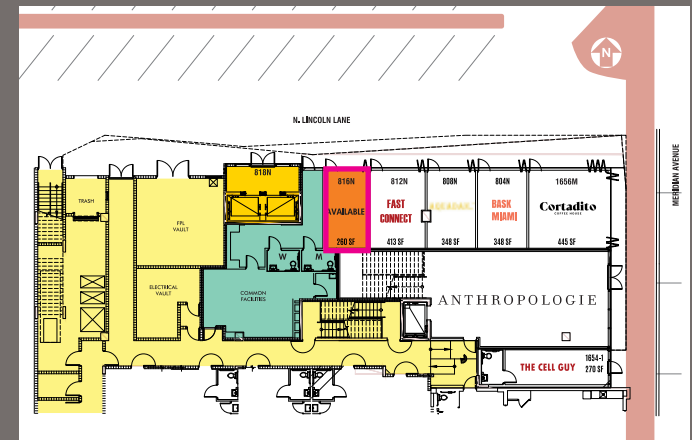 N
N. LINCOLN LANE
MERIDIAN AVENUE
818N
816N
AVAILABLE
260 SF
812N
FAST
CONNECT
413 SF
808N
348 SF
804N
BASK
MIAMI
348 SF
1656M
Cortadito
COFFEE HOUSE
445 SF
TRASH
FPL
VAULT
ELECTRICAL
VAULT
W
M
COMMON
FACILITIES
ANTHROPOLOGIE
THE CELL GUY
1654-1
270 SF